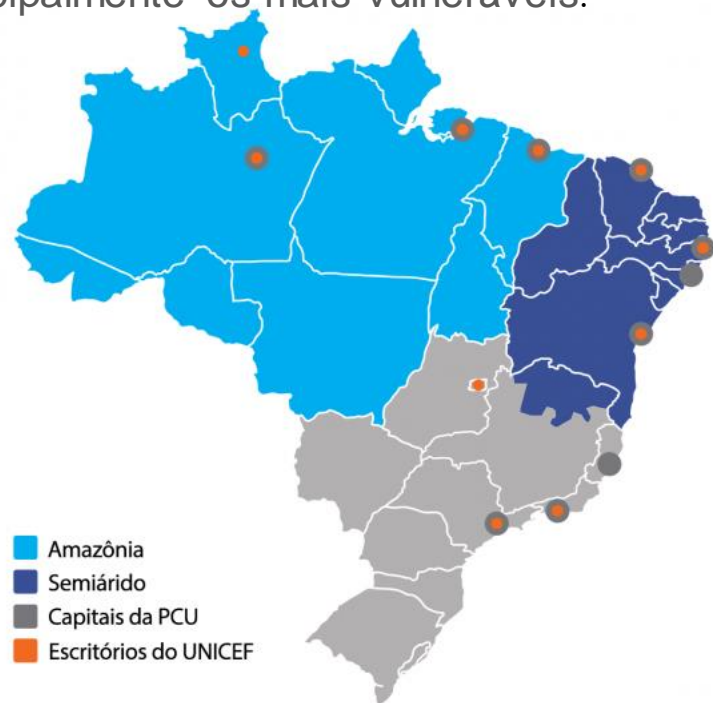 os mais vulneráveis.
Amazônia
Semiárido
Capitais da PCU
Escritórios do UNICEF